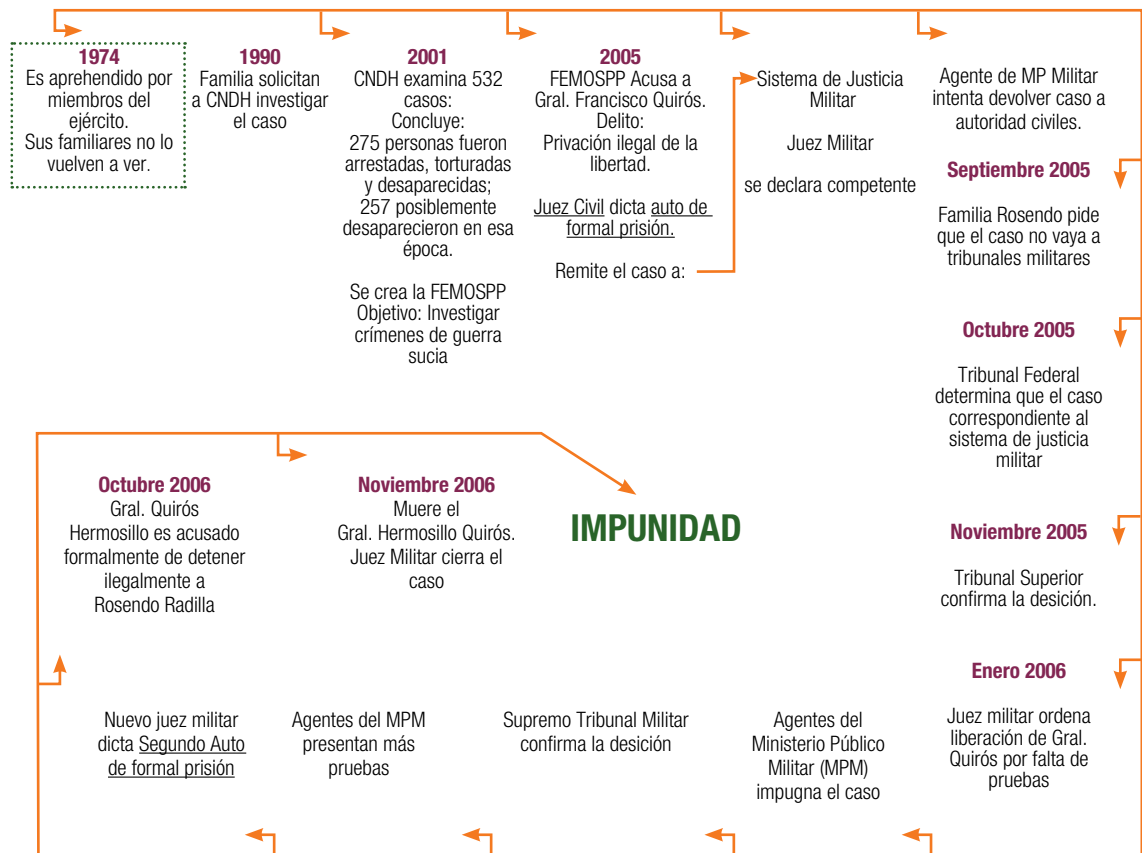 1974
Es aprehendido por
miembros del
ejército.
Sus familiares no lo
vuelven a ver.
1990
Familia solicitan
a CNDH investigar
el caso
2001
CNDH examina 532
casos:
Concluye:
275 personas fueron
arrestadas, torturadas
y desaparecidas;
257 posiblemente
desaparecieron en esa
época.
Se crea la FEMOSPP
Objetivo: Investigar
crímenes de guerra
sucia
2005
FEMOSPP Acusa a
Gral. Francisco Quirós.
Delito:
Privación ilegal de la
libertad.
Juez Civil dicta auto de
formal prisión.
Remite el caso a:
Sistema de Justicia
Militar
Juez Militar
se declara competente
Agente de MP Militar
intenta devolver caso a
autoridad civiles.
Septiembre 2005
Familia Rosendo pide
que el caso no vaya a
tribunales militares
Octubre 2005
Tribunal Federal
determina que el caso
correspondiente al
sistema de justicia
militar
Noviembre 2005
Tribunal Superior
confirma la desición.
Enero 2006
Juez militar ordena
liberación de Gral.
Quirós por falta de
pruebas
Agentes del
Ministerio Público
Militar (MPM)
impugna el caso
Supremo Tribunal Militar
confirma la desición
Agentes del MPM
presentan más
pruebas
Nuevo juez militar
dicta Segundo Auto
de formal prisión
Octubre 2006
Gral. Quirós
Hermosillo es acusado
formalmente de detener
ilegalmente a
Rosendo Radilla
Noviembre 2006
Muere el
Gral. Hermosillo Quirós.
Juez Militar cierra el
caso
IMPUNIDAD